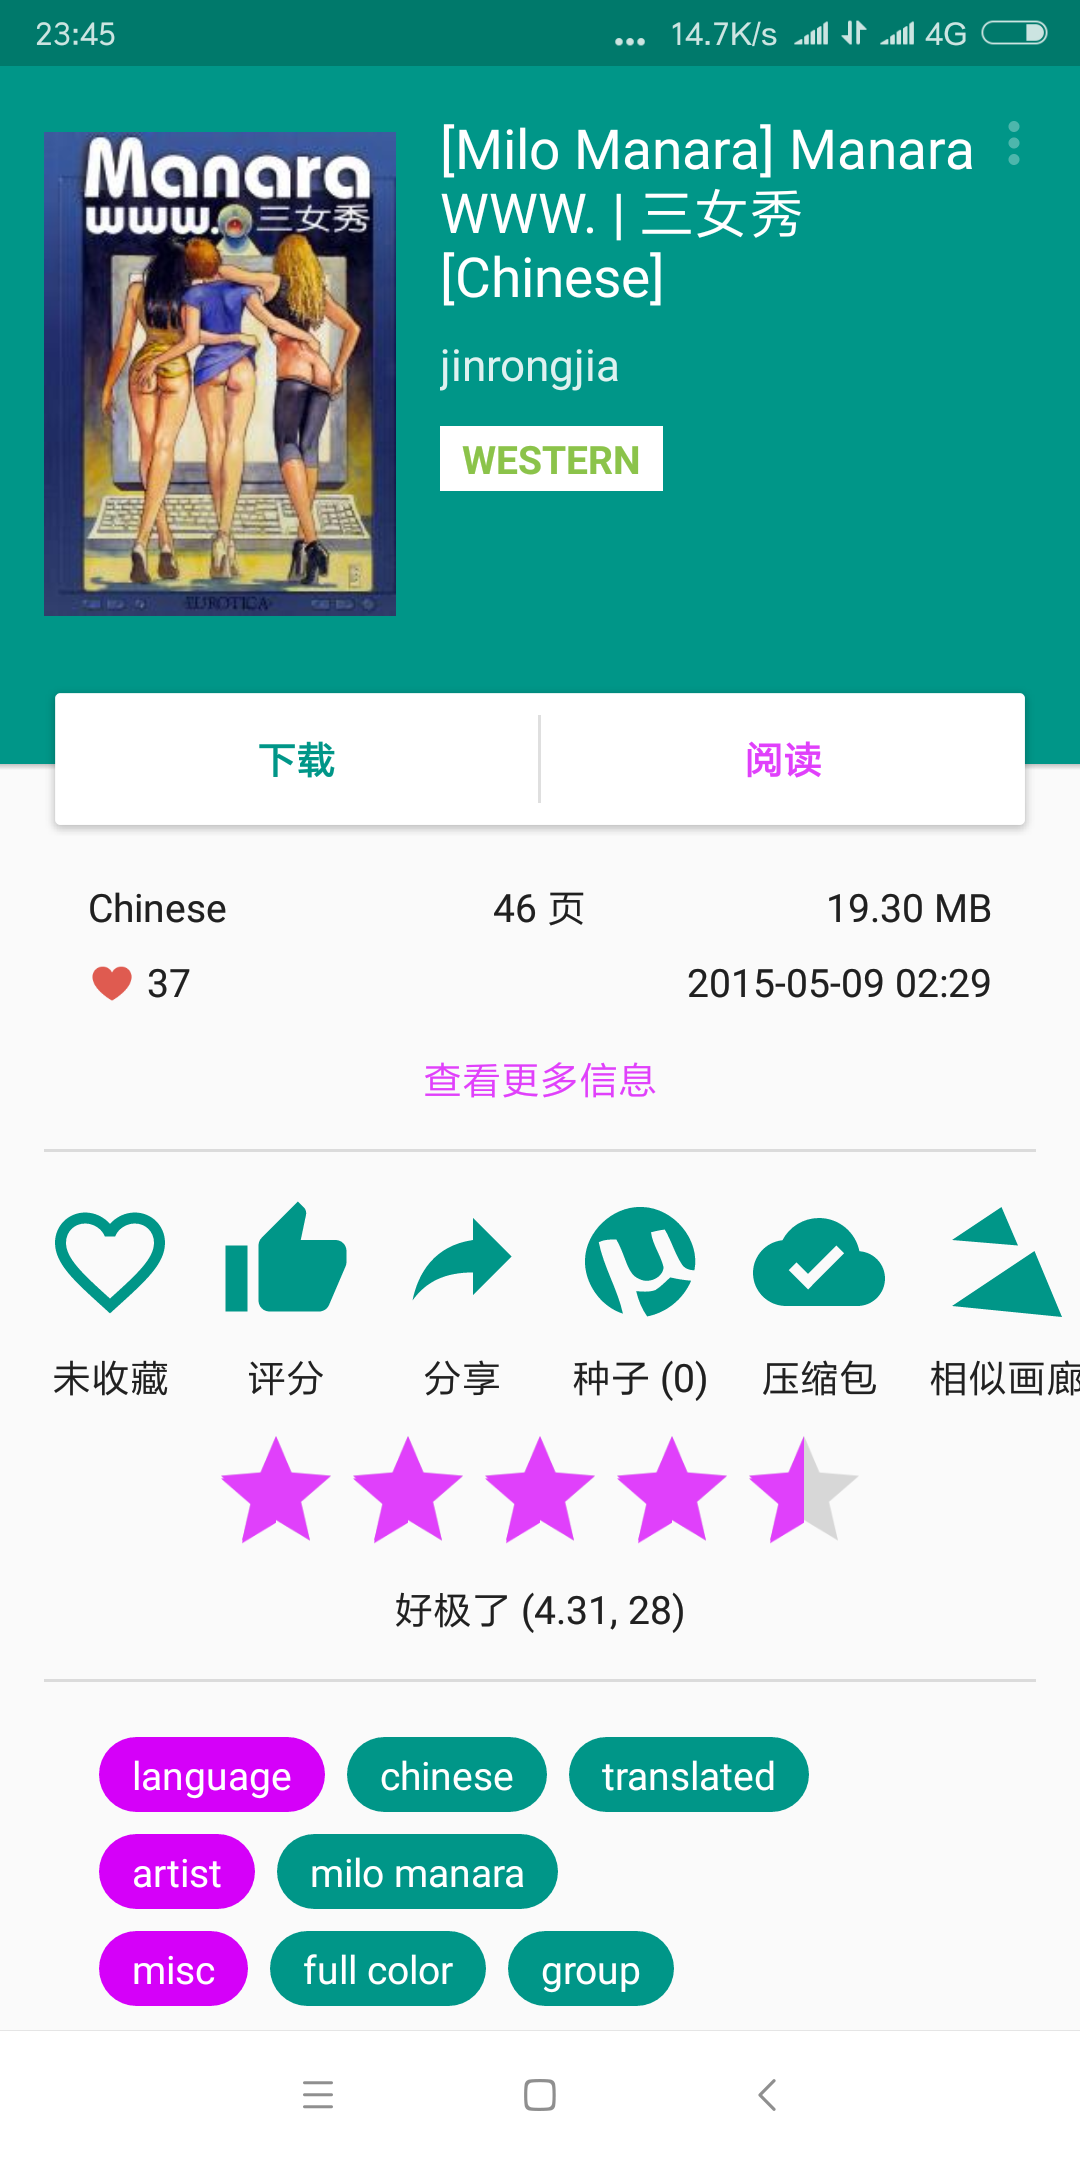 23:45
... 14.7K/s 4G
Manara
www. 三女秀
EUROTICA
[Milo Manara] Manara
WWW. | 三女秀
[Chinese]
jinrongjia
WESTERN
下载 阅读
Chinese 46 页 19.30 MB
37 2015-05-09 02:29
查看更多信息
未收藏 评分 分享 种子 (0) 压缩包 相似画廊
好极了 (4.31, 28)
language chinese translated
artist milo manara
misc full color group